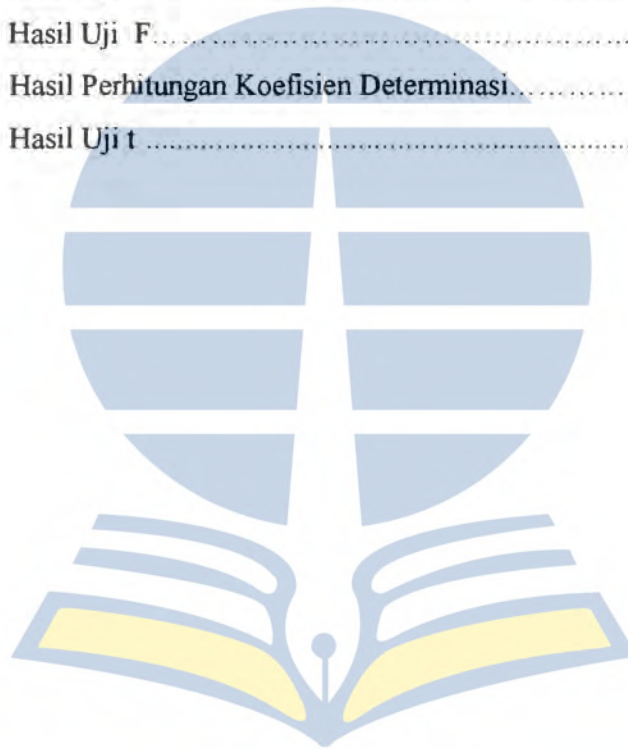 Hasil Uji F..............................................
Hasil Perhitungan Koefisien Determinasi............
Hasil Uji t ..............................................